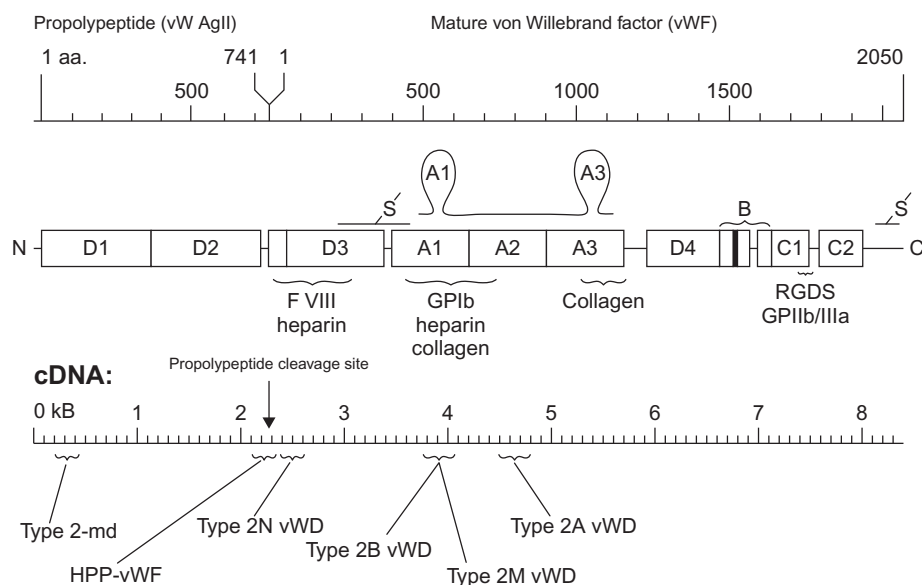 Propolypeptide (vW AgII) Mature von Willebrand factor (vWF)
1 aa. 741 1 2050
500 500 1000 1500
A1 A3
S B S
N D1 D2 D3 A1 A2 A3 D4 C1 C2 C
F VIII GPIb Collagen RGDS
heparin heparin GPIIb/IIIa
collagen
Propolypeptide cleavage site
cDNA:
0 kB 1 2 3 4 5 6 7 8
Type 2-md Type 2N vWD Type 2A vWD
Type 2B vWD
HPP-vWF Type 2M vWD